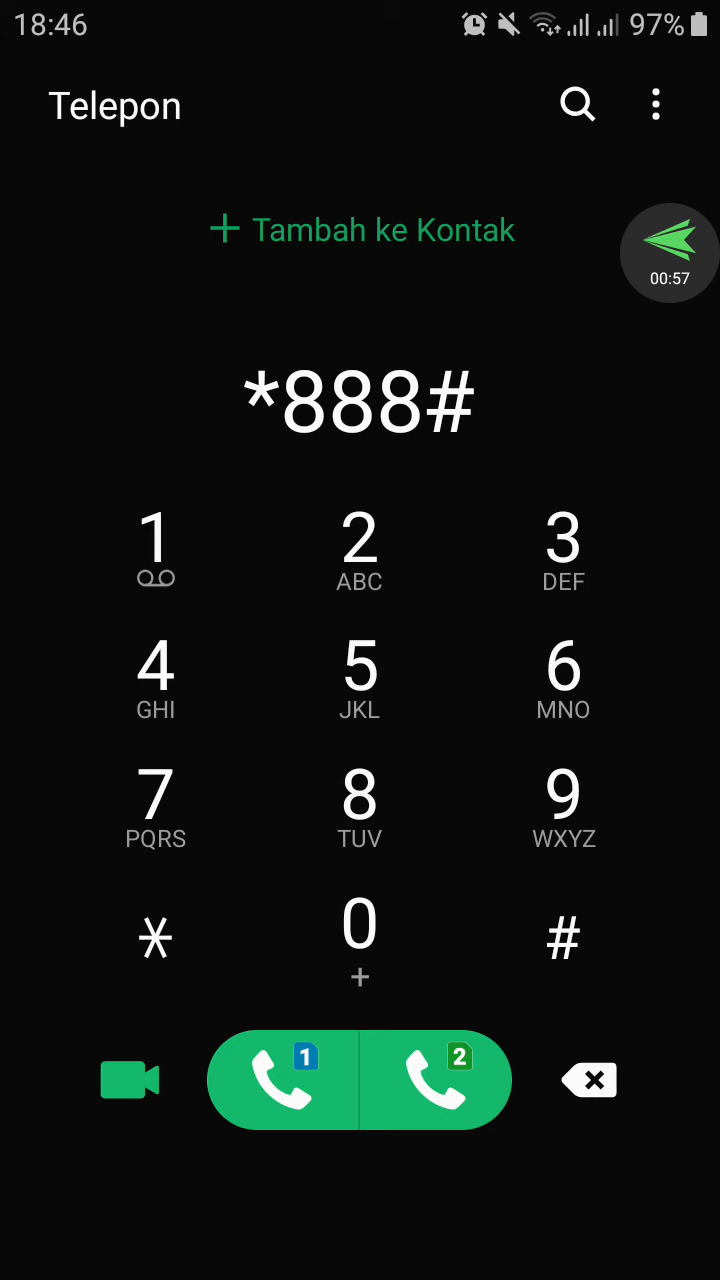 18:46 97%
Telepon
+ Tambah ke Kontak
00:57
*888#
1 2 3
ABC DEF
4 5 6
GHI JKL MNO
7 8 9
PQRS TUV WXYZ
* 0 #
+
1 2